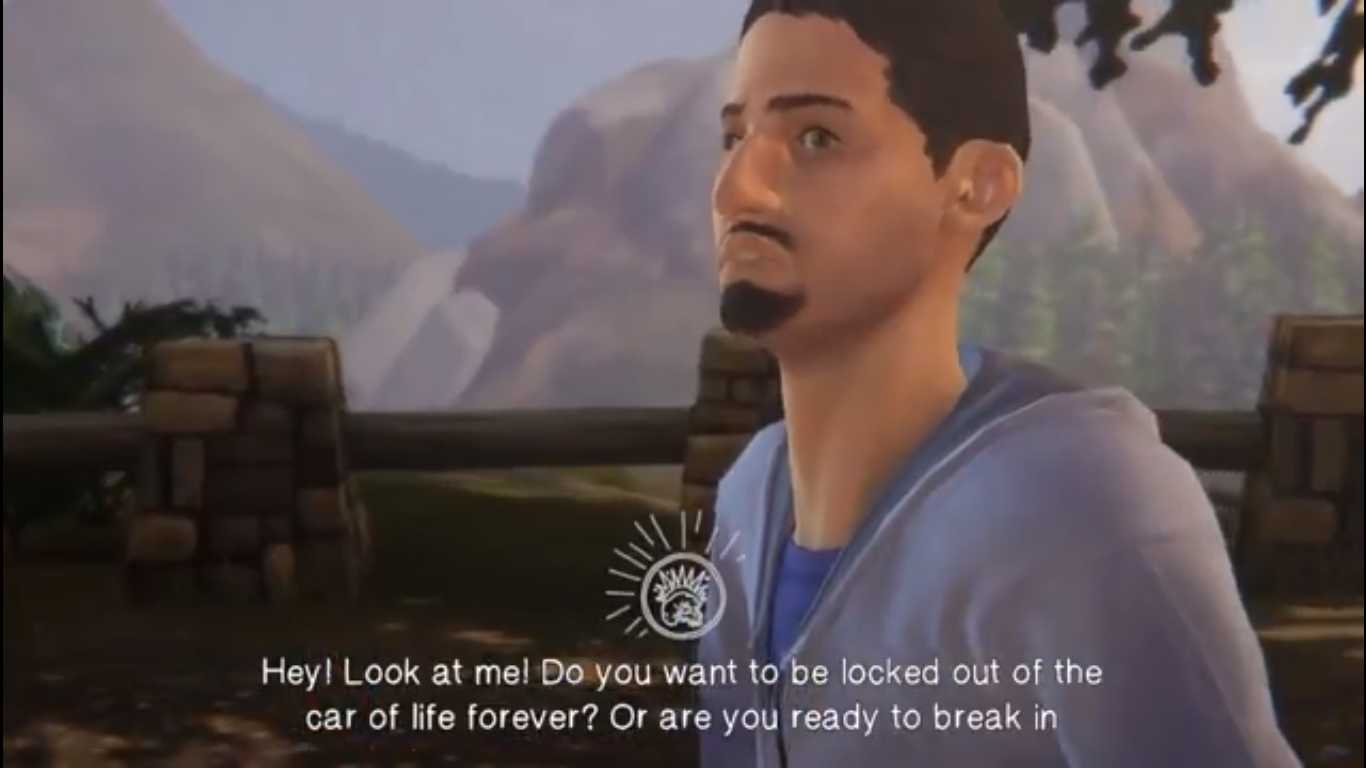 Hey! Look at me! Do you want to be locked out of the
car of life forever? Or are you ready to break in